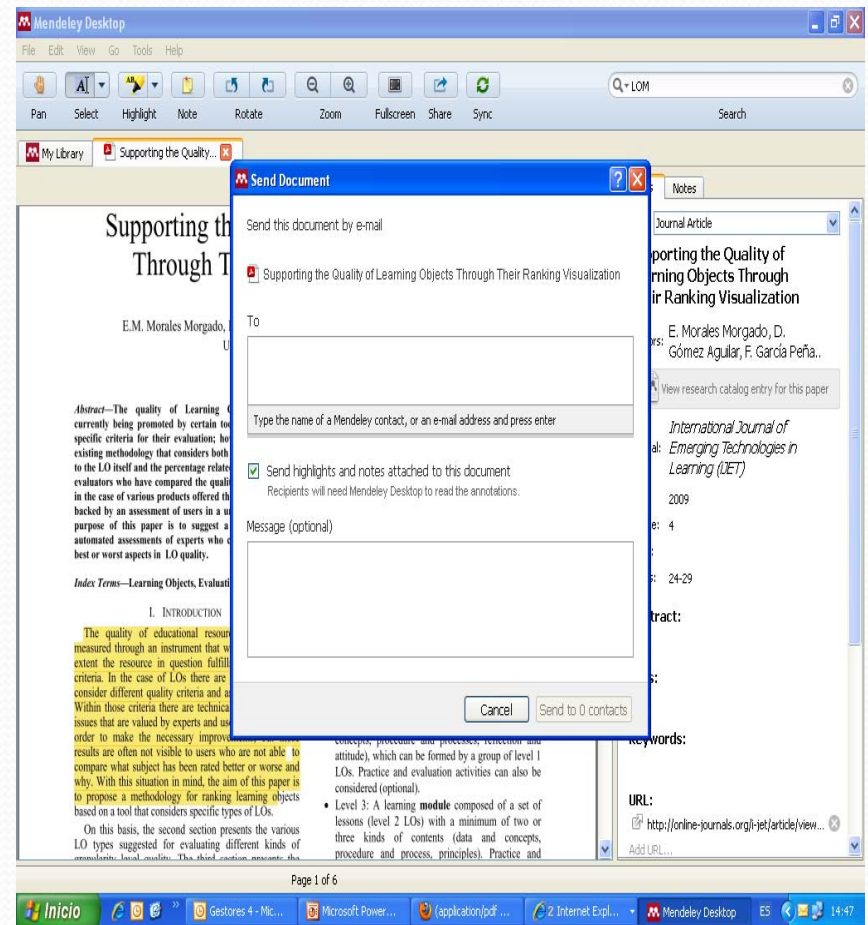 Mendeley Desktop
File Edit View Go Tools Help
Pan Select Highlight Note Rotate Zoom Fullscreen Share Sync
LOM
Search
My Library Supporting the Quality...
Supporting th
Through T
E.M. Morales Morgado,
U
Abstract—The quality of Learning
currently being promoted by certain too
specific criteria for their evaluation; ho
existing methodology that considers both
to the LO itself and the percentage relate
evaluators who have compared the quali
in the case of various products offered th
backed by an assessment of users in a u
purpose of this paper is to suggest a
automated assessments of experts who c
best or worst aspects in LO quality.
Index Terms—Learning Objects, Evaluati
I. INTRODUCTION
The quality of educational resour
measured through an instrument that w
extent the resource in question fulfill
criteria. In the case of LOs there are
consider different quality criteria and a
Within those criteria there are technica
issues that are valued by experts and us
order to make the necessary improve
results are often not visible to users who are not able to
compare what subject has been rated better or worse and
why. With this situation in mind, the aim of this paper is
to propose a methodology for ranking learning objects
based on a tool that considers specific types of LOs.
On this basis, the second section presents the various
LO types suggested for evaluating different kinds of
granularity level quality. The third section presents the
concepts, procedure and processes, reflection and
attitude), which can be formed by a group of level 1
LOs. Practice and evaluation activities can also be
considered (optional).
• Level 3: A learning module composed of a set of
lessons (level 2 LOs) with a minimum of two or
three kinds of contents (data and concepts,
procedure and process, principles). Practice and
Send Document
Send this document by e-mail
Supporting the Quality of Learning Objects Through Their Ranking Visualization
To
Type the name of a Mendeley contact, or an e-mail address and press enter
Send highlights and notes attached to this document
Recipients will need Mendeley Desktop to read the annotations.
Message (optional)
Cancel Send to 0 contacts
Notes
Journal Article
porting the Quality of
rning Objects Through
ir Ranking Visualization
rs: E. Morales Morgado, D.
Gómez Aguilar, F. García Peña..
View research catalog entry for this paper
International Journal of
al: Emerging Technologies in
Learning (iJET)
2009
e: 4
:
s: 24-29
tract:
s:
Keywords:
URL:
http://online-journals.org/i-jet/article/view...
Add URL...
Page 1 of 6
Inicio Gestores 4 - Mic... Microsoft Power... (application/pdf ... 2 Internet Expl... Mendeley Desktop ES 14:47